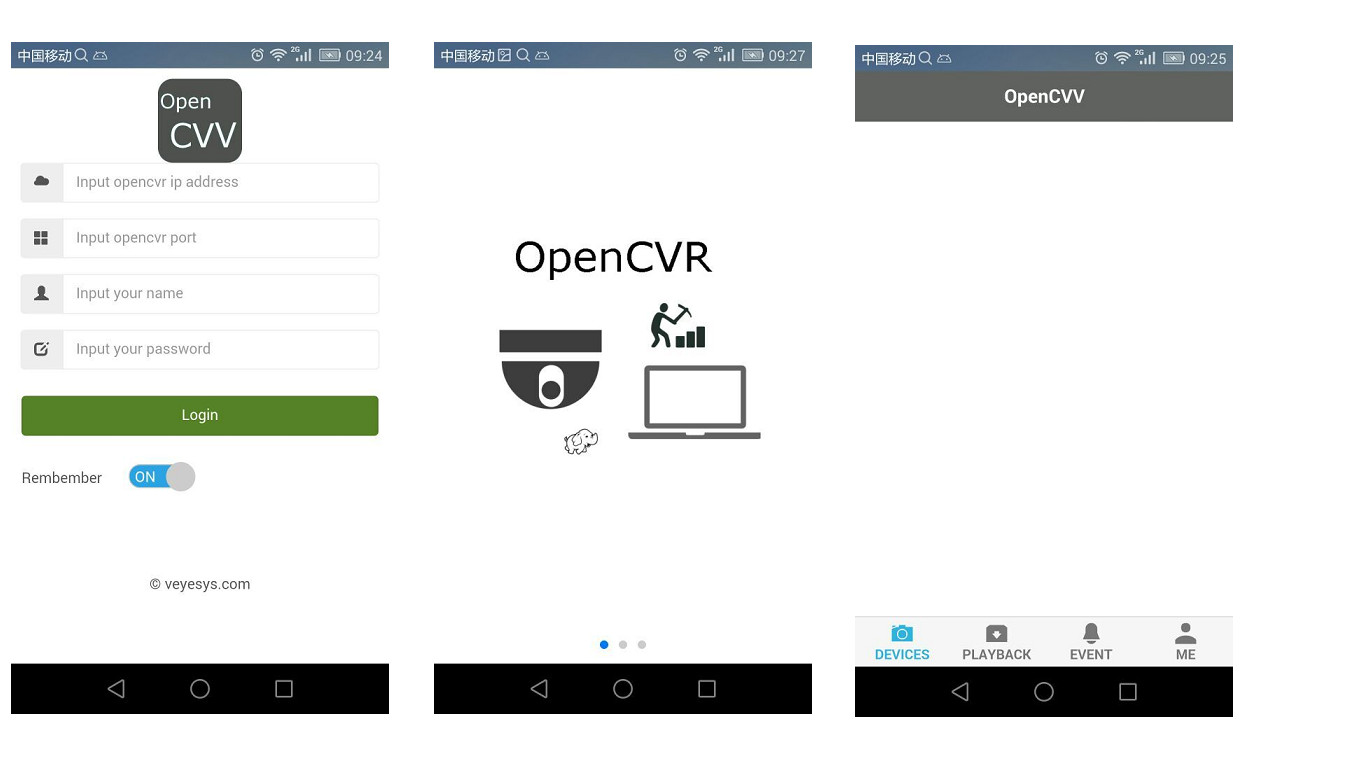 中国移动 2G 09:24
Open
CVV
Input opencvr ip address
Input opencvr port
Input your name
Input your password
Login
Rembember ON
© veyesys.com
中国移动 2G 09:27
OpenCVR
中国移动 2G 09:25
OpenCVV
DEVICES PLAYBACK EVENT ME